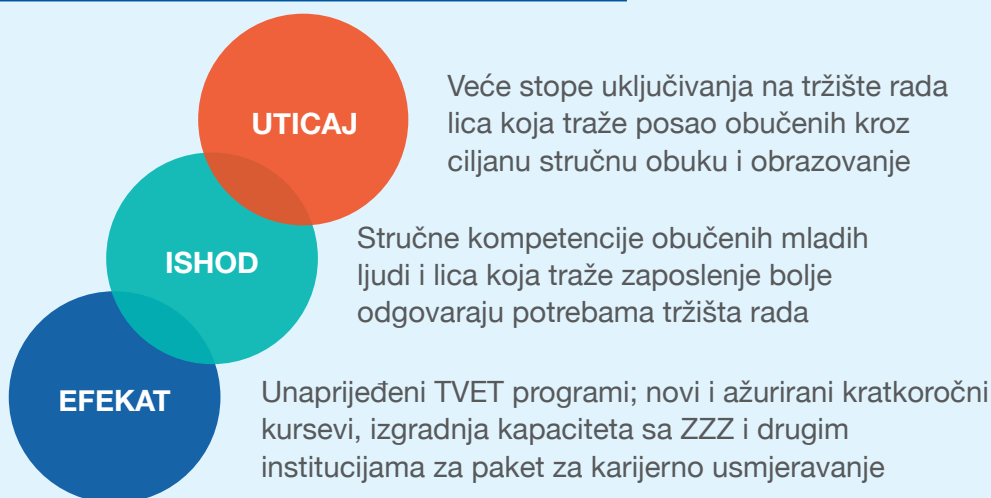 UTICAJ
Veće stope uključivanja na tržište rada
lica koja traže posao obučenih kroz
ciljanu stručnu obuku i obrazovanje
ISHOD
Stručne kompetencije obučenih mladih
ljudi i lica koja traže zaposlenje bolje
odgovaraju potrebama tržišta rada
EFEKAT
Unaprijeđeni TVET programi; novi i ažurirani kratkoročni
kursevi, izgradnja kapaciteta sa ZZZ i drugim
institucijama za paket za karijerno usmjeravanje